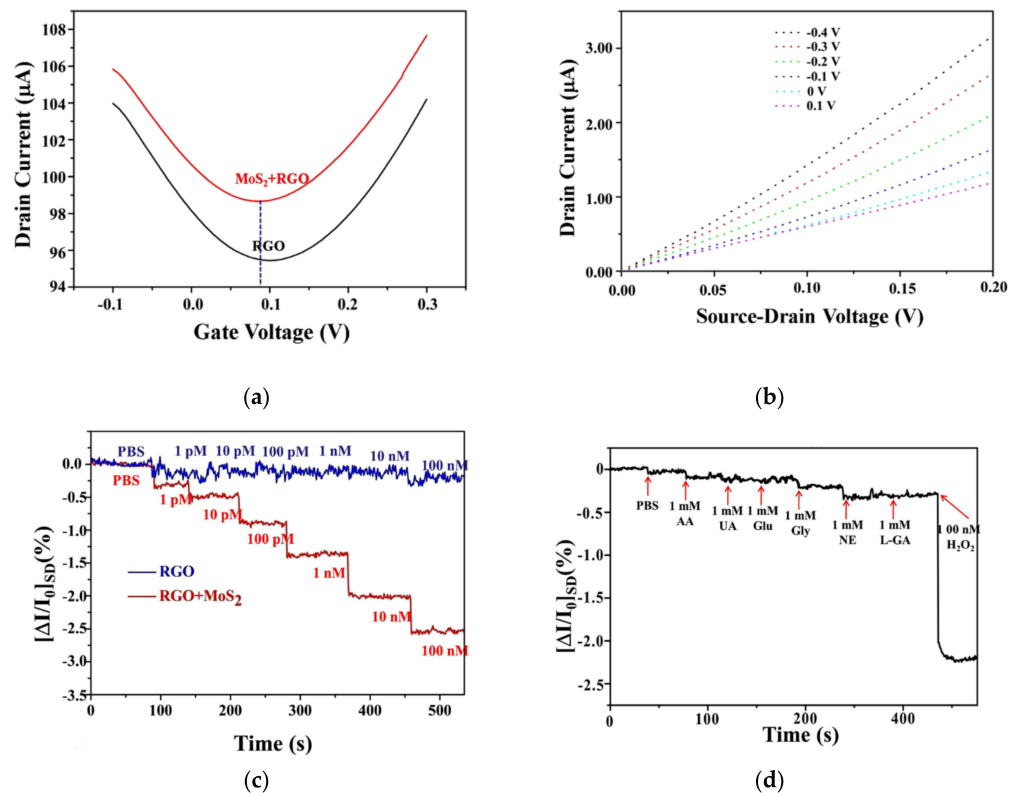 108
106
104
102
100
98
96
94
-0.1
0.0
0.1
0.2
0.3
Drain Current (μA)
Gate Voltage (V)
MoS2+RGO
RGO
(a)
3.00
2.00
1.00
0.00
0.00
0.05
0.10
0.15
0.20
Drain Current (μA)
Source-Drain Voltage (V)
-0.4 V
-0.3 V
-0.2 V
-0.1 V
0 V
0.1 V
(b)
0.0
-0.5
-1.0
-1.5
-2.0
-2.5
-3.0
-3.5
0
100
200
300
400
500
[ΔI/I0]SD(%)
Time (s)
PBS
1 pM
10 pM
100 pM
1 nM
10 nM
100 nM
PBS
1 pM
10 pM
100 pM
1 nM
10 nM
100 nM
RGO
RGO+MoS2
(c)
0
-0.5
-1.0
-1.5
-2.0
-2.5
0
100
200
400
[ΔI/I0]SD(%)
Time (s)
PBS
1 mM
AA
1 mM
UA
1 mM
Glu
1 mM
Gly
1 mM
NE
1 mM
L-GA
1 00 nM
H2O2
(d)